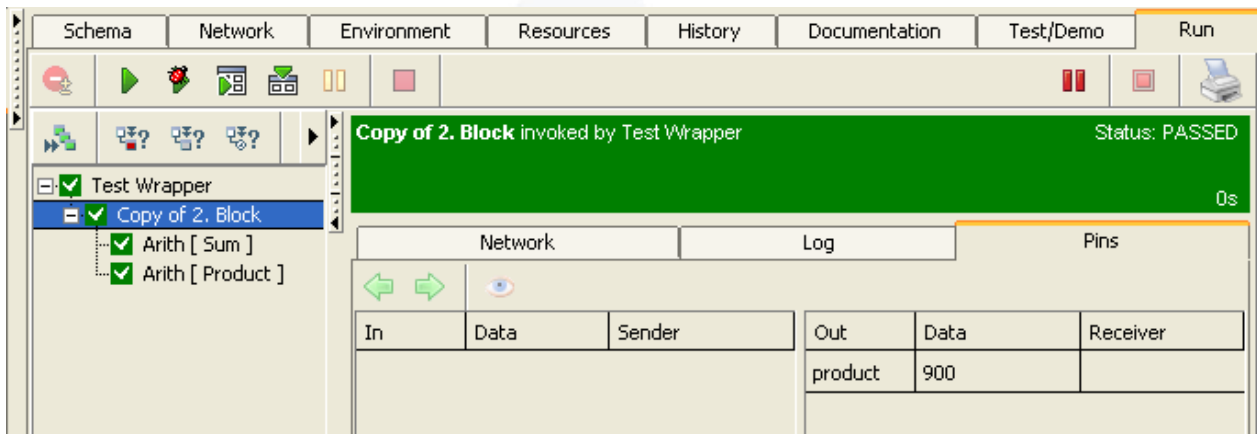 Schema Network Environment Resources History Documentation Test/Demo Run
Copy of 2. Block invoked by Test Wrapper Status: PASSED
0s
Test Wrapper
Copy of 2. Block
Arith [ Sum ]
Arith [ Product ]
Network Log Pins
In Data Sender Out Data Receiver
product 900